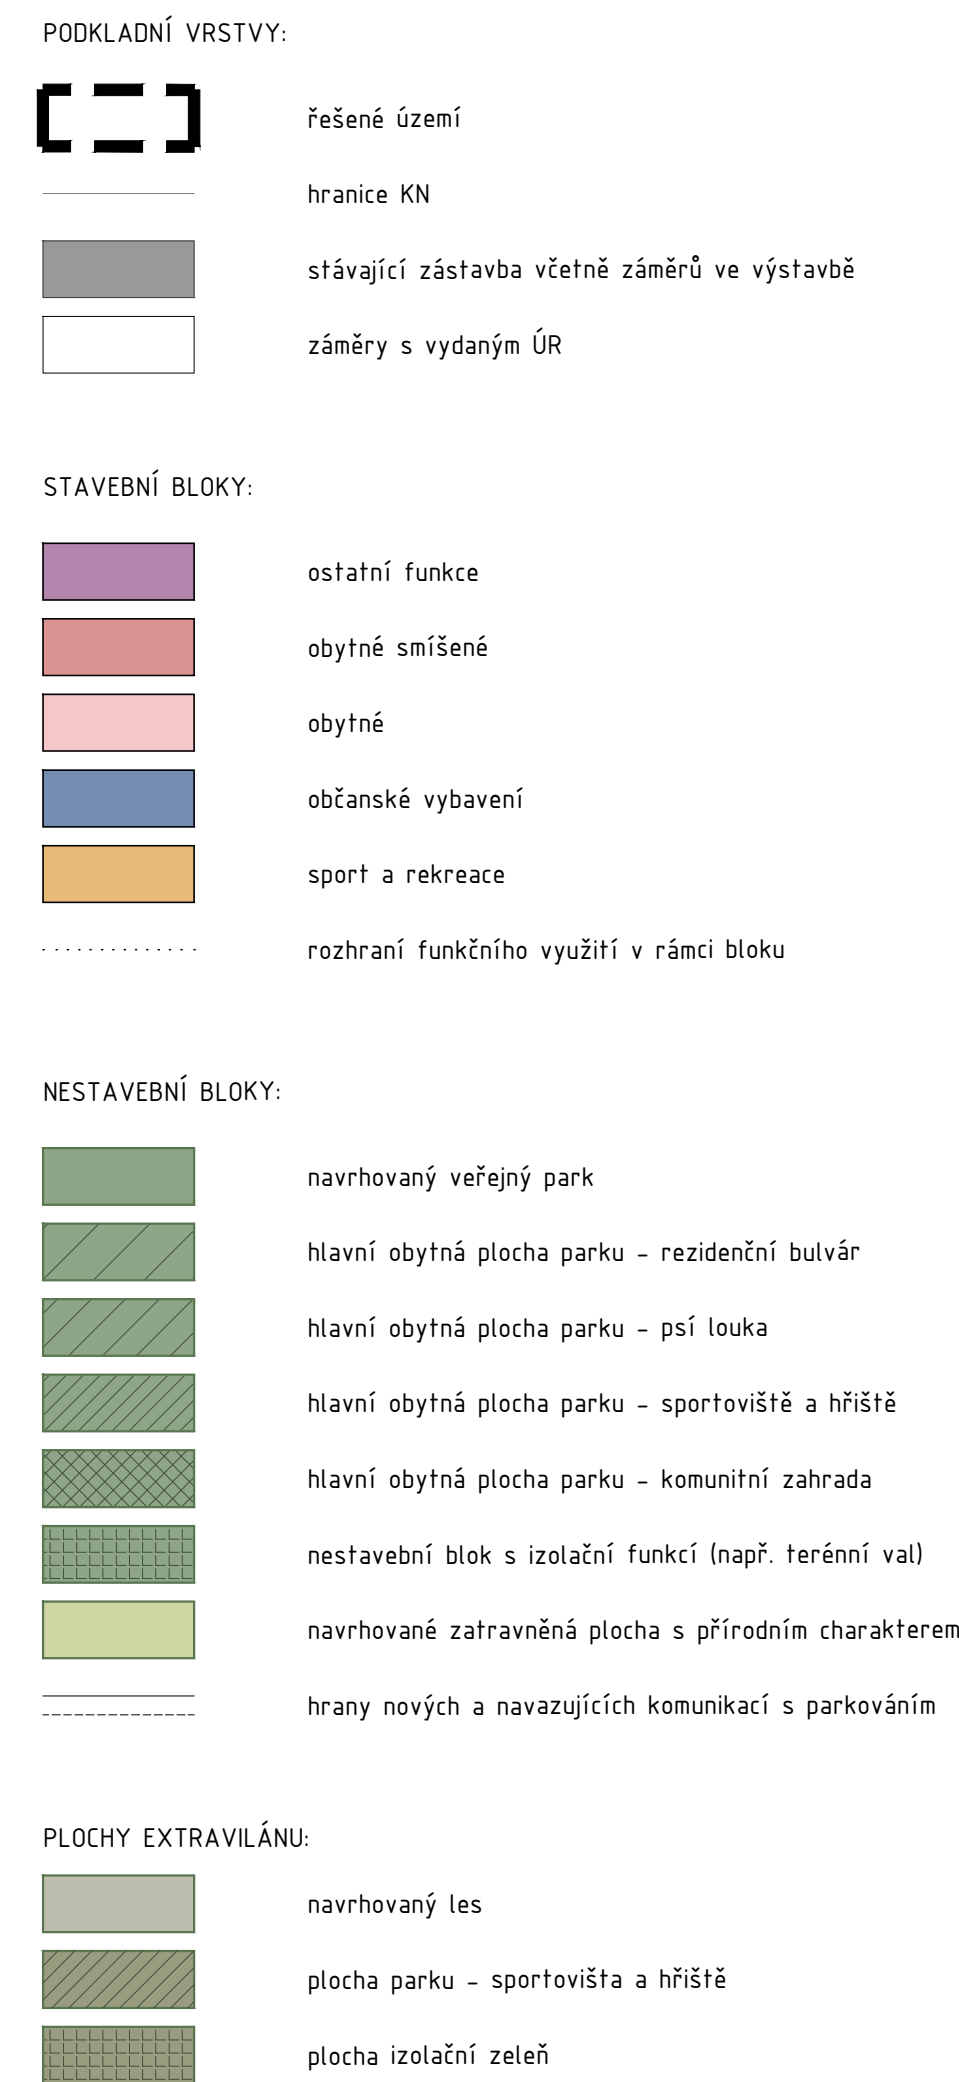 PODKLADNÍ VRSTVY:
řešené území
hranice KN
stávající zástavba včetně záměrů ve výstavbě
záměry s vydaným ÚR
STAVEBNÍ BLOKY:
ostatní funkce
obytné smíšené
obytné
občanské vybavení
sport a rekreace
rozhraní funkčního využití v rámci bloku
NESTAVEBNÍ BLOKY:
navrhovaný veřejný park
hlavní obytná plocha parku – rezidenční bulvár
hlavní obytná plocha parku – psí louka
hlavní obytná plocha parku – sportoviště a hřiště
hlavní obytná plocha parku – komunitní zahrada
nestavební blok s izolační funkcí (např. terénní val)
navrhované zatravněná plocha s přírodním charakterem
hrany nových a navazujících komunikací s parkováním
PLOCHY EXTRAVILÁNU:
navrhovaný les
plocha parku – sportovišta a hřiště
plocha izolační zeleň